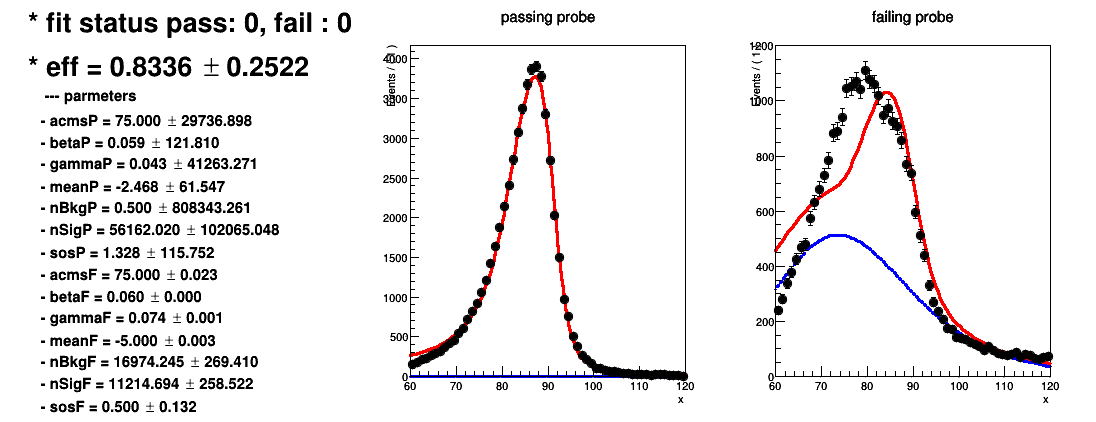 * fit status pass: 0, fail : 0
* eff = 0.8336 ± 0.2522
--- parmeters
- acmsP = 75.000 ± 29736.898
- betaP = 0.059 ± 121.810
- gammaP = 0.043 ± 41263.271
- meanP = -2.468 ± 61.547
- nBkgP = 0.500 ± 808343.261
- nSigP = 56162.020 ± 102065.048
- sosP = 1.328 ± 115.752
- acmsF = 75.000 ± 0.023
- betaF = 0.060 ± 0.000
- gammaF = 0.074 ± 0.001
- meanF = -5.000 ± 0.003
- nBkgF = 16974.245 ± 269.410
- nSigF = 11214.694 ± 258.522
- sosF = 0.500 ± 0.132
passing probe
4000
3500
3000
2500
2000
1500
1000
500
0
60 70 80 90 100 110 120
x
failing probe
1200
1000
800
600
400
200
0
60 70 80 90 100 110 120
x